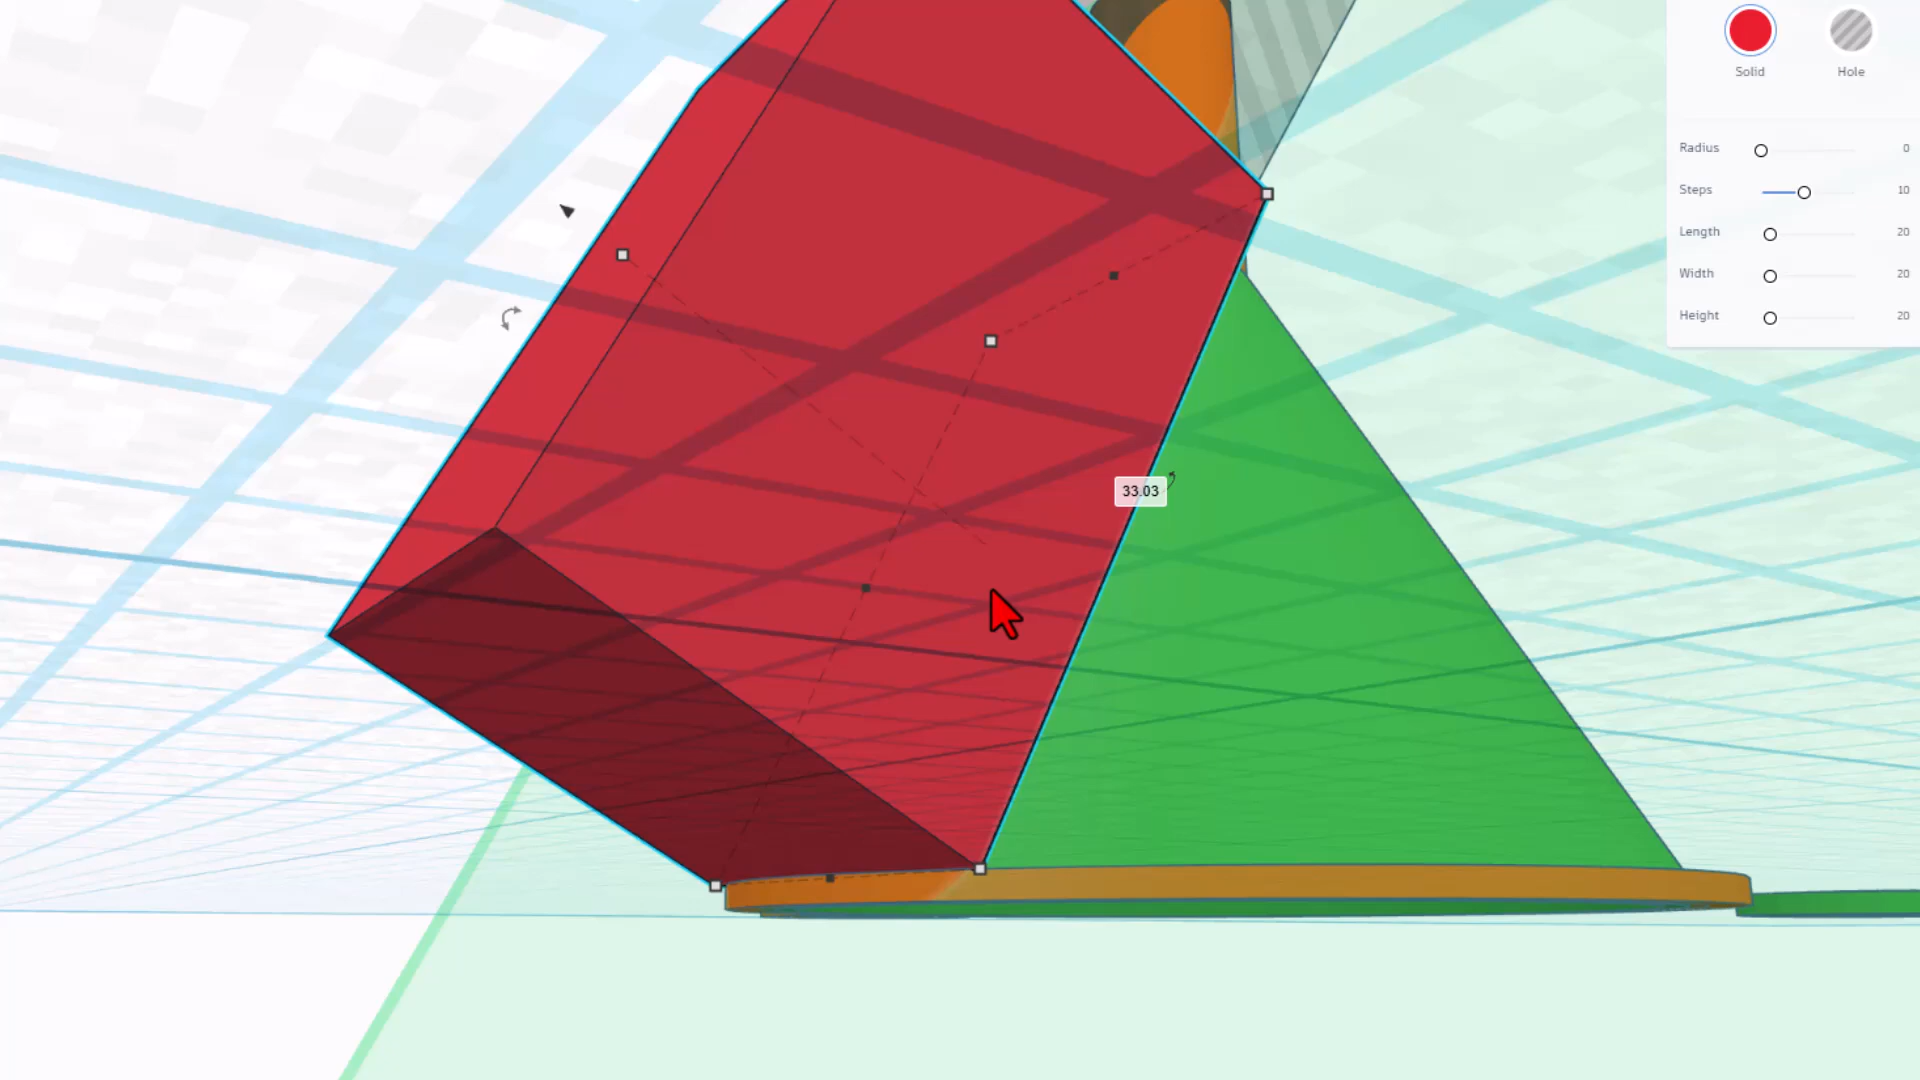 Solid Hole
Radius 0
Steps 10
Length 20
Width 20
Height 20
33.03